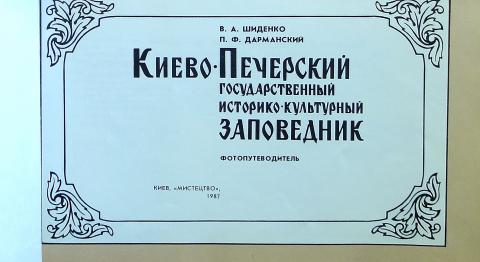 В. А. ШИДЕНКО
П. Ф. ДАРМАНСКИЙ
КИЕВО·ПЕЧЕРСКИЙ
ГОСУДАРСТВЕННЫЙ
ИСТОРИКО·КУЛЬТУРНЫЙ
ЗАПОВЕДНИК
ФОТОПУТЕВОДИТЕЛЬ
КИЕВ, «МИСТЕЦТВО»,
1987